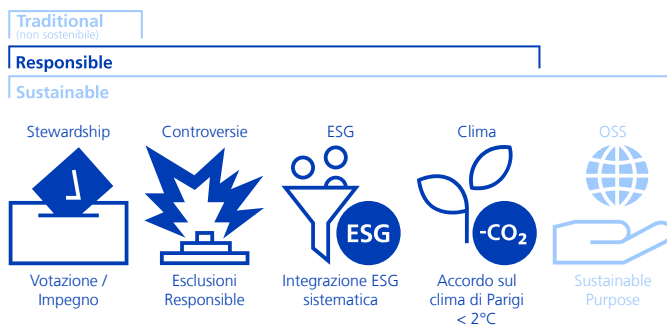 Traditional
(non sostenibile)
Responsible
Sustainable
Stewardship
Controversie
ESG
Clima
OSS
ESG
-CO₂
Votazione /
Impegno
Esclusioni
Responsible
Integrazione ESG
sistematica
Accordo sul
clima di Parigi
< 2°C
Sustainable
Purpose